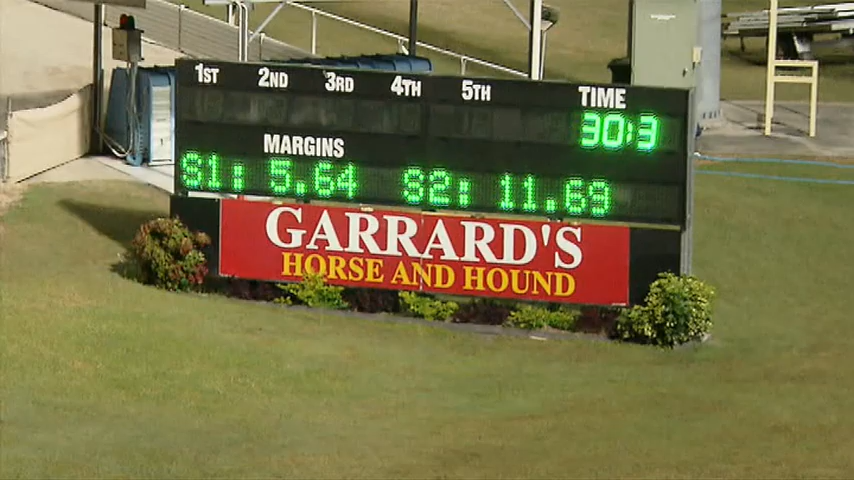 1ST 2ND 3RD 4TH 5TH TIME
30:3
MARGINS
S1: 5.64 S2: 11.69
GARRARD'S
HORSE AND HOUND